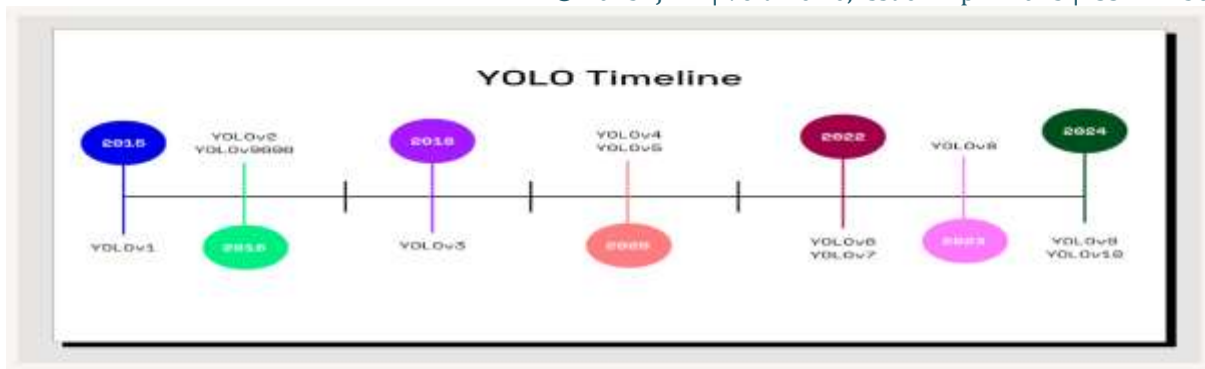 YOLO Timeline
2015
YOLOv1
YOLOv2
YOLOv9000
2016
2018
YOLOv3
YOLOv4
YOLOv5
2020
2022
YOLOv6
YOLOv7
YOLOv8
2023
2024
YOLOv9
YOLOv10